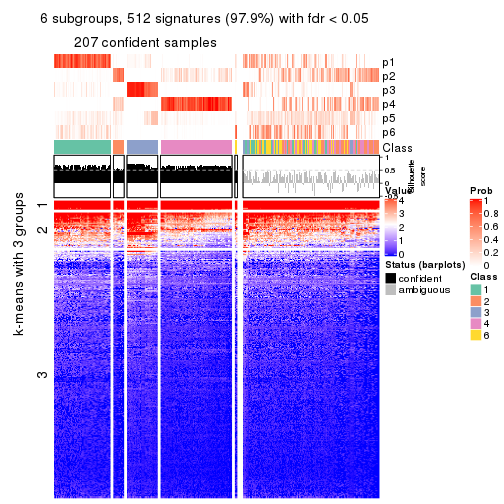 6 subgroups, 512 signatures (97.9%) with fdr < 0.05
207 confident samples
p1
p2
p3
p4
p5
p6
Class
1
0.5
0
-0.5
Silhouette
score
k-means with 3 groups
1
2
3
Value
4
3
2
1
0
Status (barplots)
confident
ambiguous
Prob
1
0.8
0.6
0.4
0.2
0
Class
1
2
3
4
6